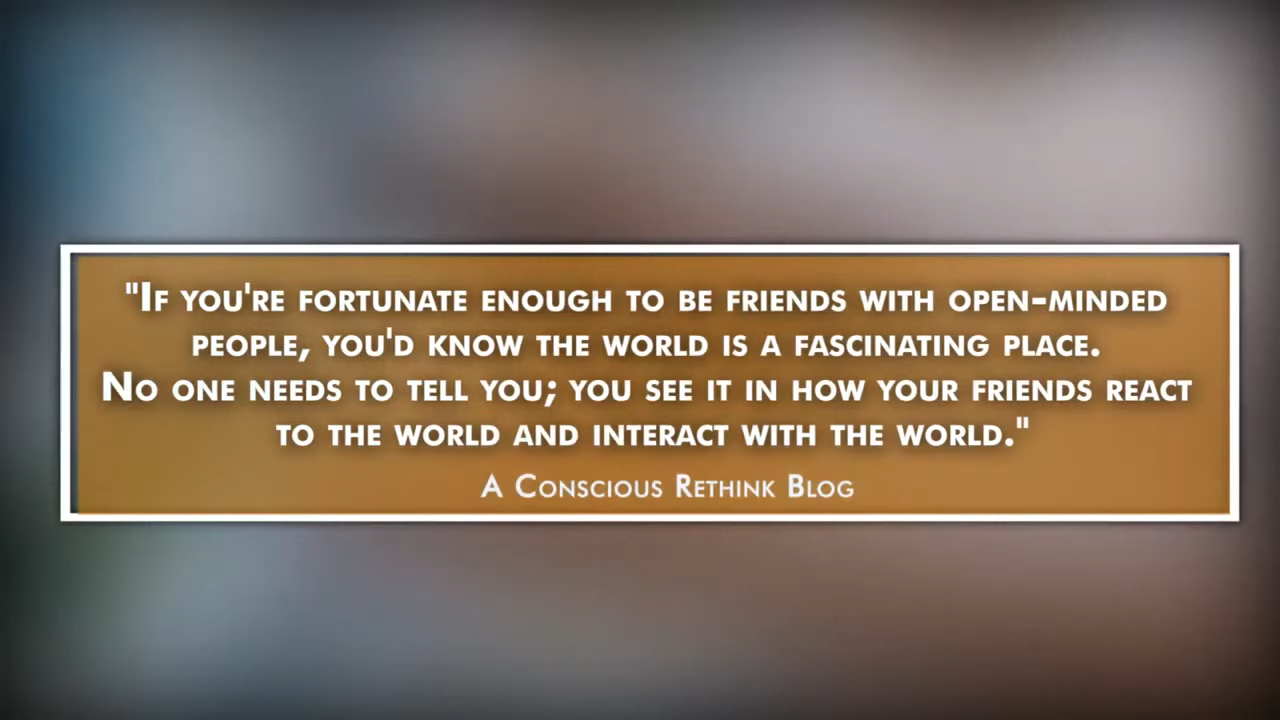 "If you're fortunate enough to be friends with open-minded
people, you'd know the world is a fascinating place.
No one needs to tell you; you see it in how your friends react
to the world and interact with the world."
A Conscious Rethink Blog